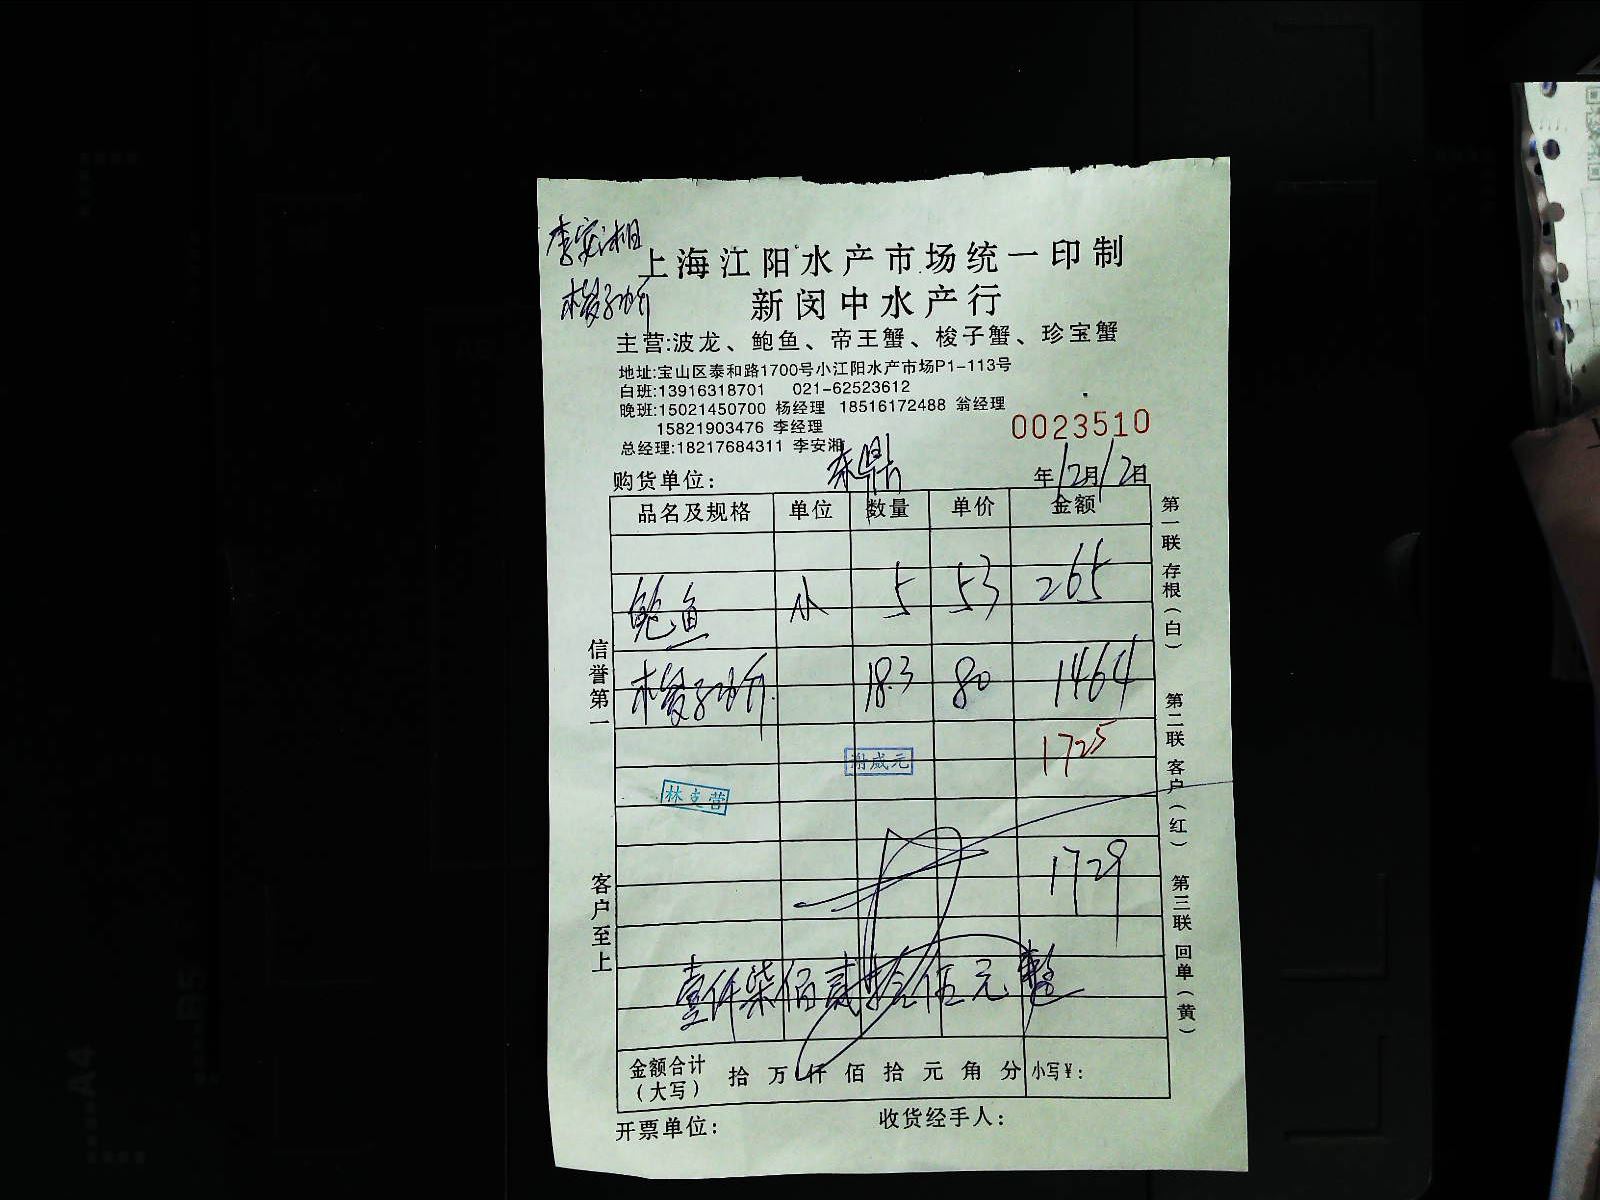 李安湘
上海江阳水产市场统一印制
新闵中水产行
主营:波龙、鲍鱼、帝王蟹、梭子蟹、珍宝蟹
地址:宝山区泰和路1700号小江阳水产市场P1-113号
白班:13916318701 021-62523612
晚班:15021450700 杨经理 18516172488 翁经理
15821903476 李经理
总经理:18217684311 李安湘
0023510
购货单位:
年12月12日
品名及规格 单位 数量 单价 金额
鲍鱼 小 5 53 265
18.3 80 1464
1725
林克营
1729
壹仟柒佰贰拾伍元整
金额合计(大写) 拾 万 仟 佰 拾 元 角 分 小写¥:
开票单位: 收货经手人:
信誉第一
客户至上
第一联 存根(白)
第二联 客户(红)
第三联 回单(黄)